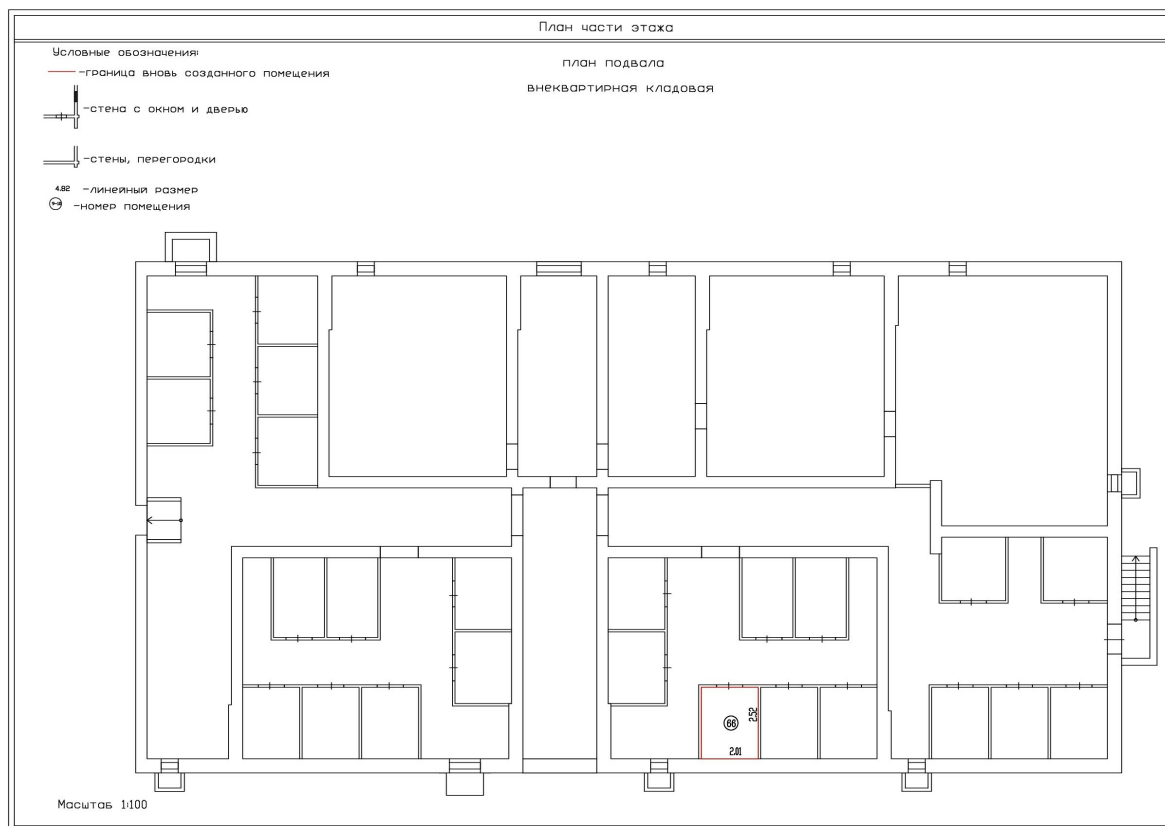 План части этажа
Условные обозначения:
план подвала
-граница вновь созданного помещения
внеквартирная кладовая
-стена с окном и дверью
-стены, перегородки
4.82 -линейный размер
-номер помещения
66
2.52
2.01
Масштаб 1:100